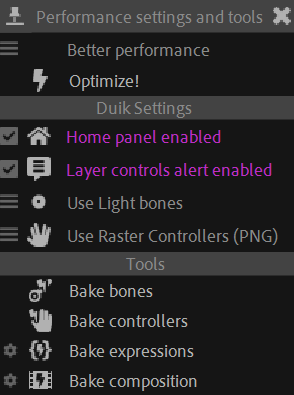 Performance settings and tools
Better performance
Optimize!
Duik Settings
Home panel enabled
Layer controls alert enabled
Use Light bones
Use Raster Controllers (PNG)
Tools
Bake bones
Bake controllers
Bake expressions
Bake composition